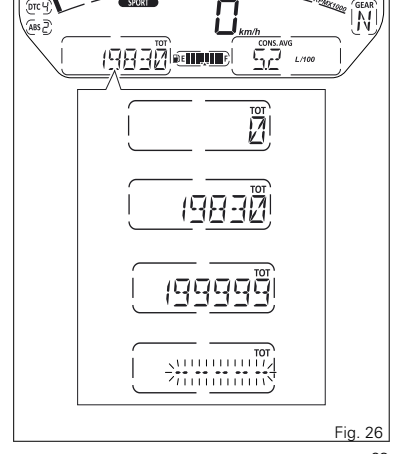 SPORT
RPMX1000
GEAR
N
DTC 4
ABS 2
0
km/h
TOT
19830
E F
CONS. AVG
5.2 L/100
TOT
0
TOT
19830
TOT
199999
TOT
-- -- -- --
Fig. 26